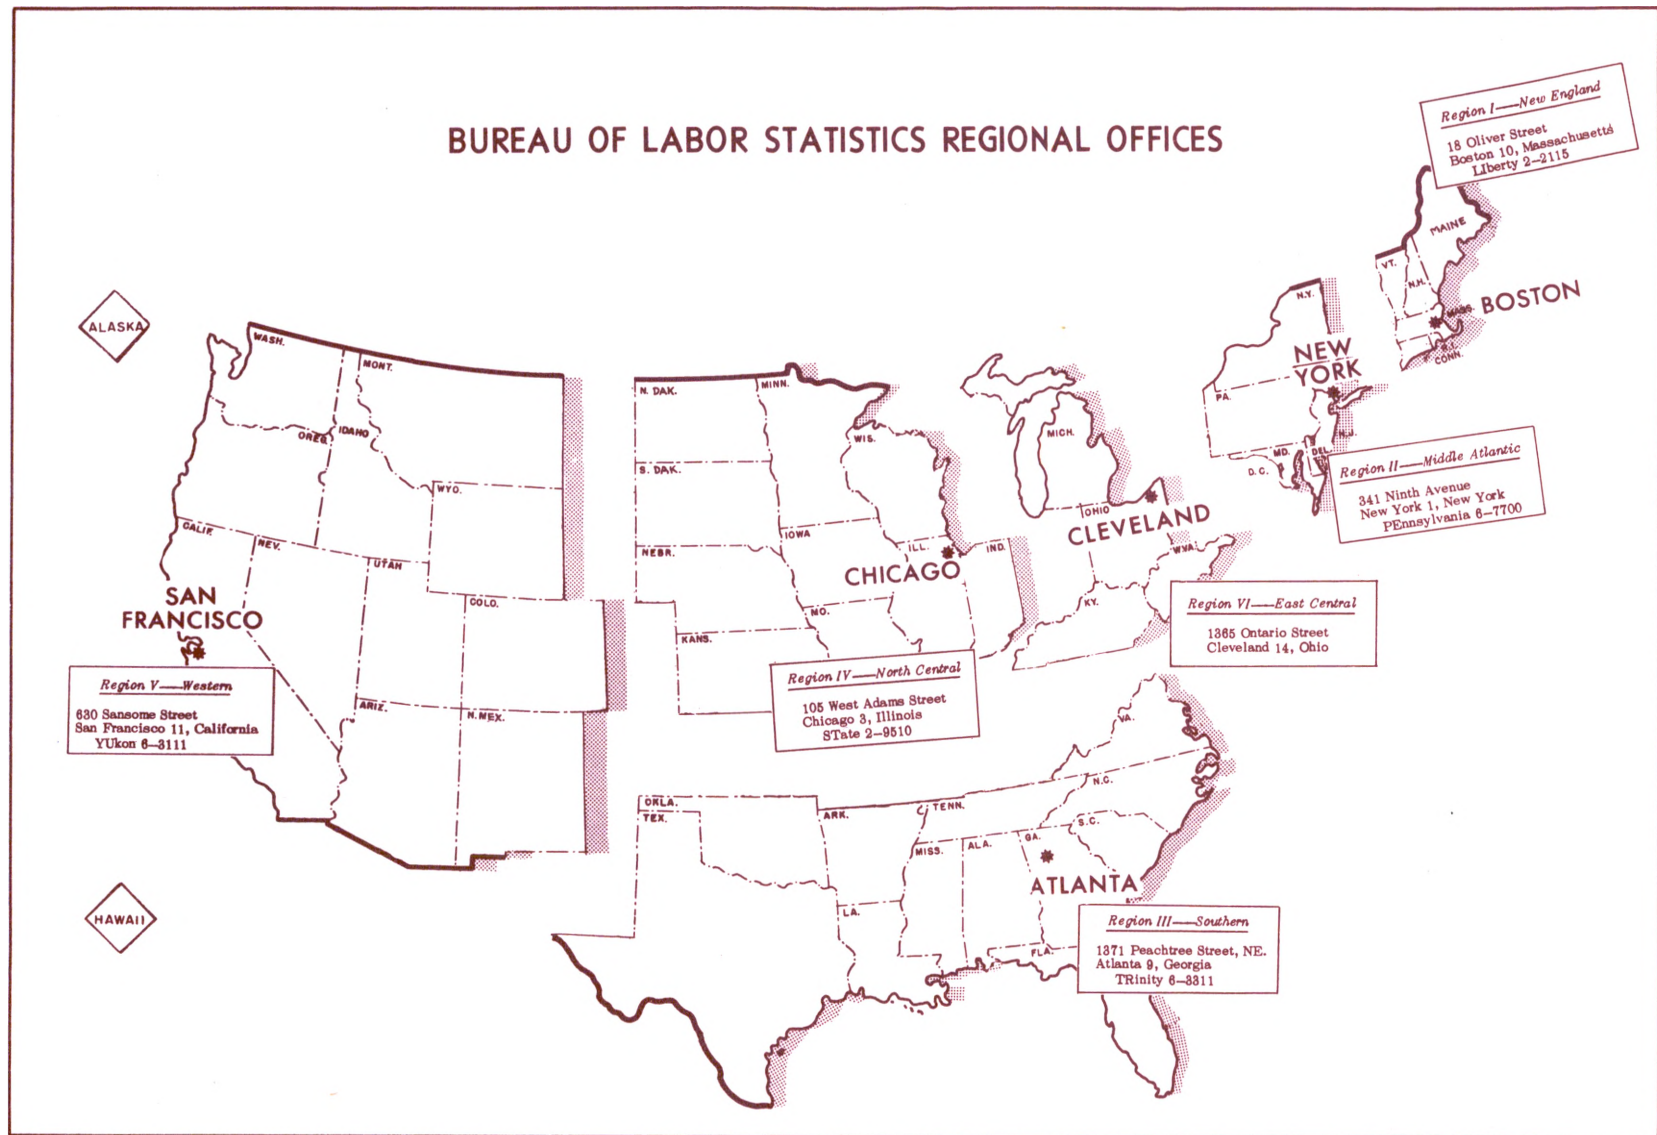 BUREAU OF LABOR STATISTICS REGIONAL OFFICES
Region I—New England
18 Oliver Street
Boston 10, Massachusetts
LIberty 2-2115
MAINE
VT.
N.H.
MASS.
BOSTON
R.I.
CONN.
N.Y.
NEW
YORK
PA.
N.J.
MD.
DEL.
D.C.
Region II—Middle Atlantic
341 Ninth Avenue
New York 1, New York
PEnnsylvania 6-7700
ALASKA
WASH.
MONT.
OREG.
IDAHO
WYO.
CALIF.
NEV.
UTAH
COLO.
SAN
FRANCISCO
Region V—Western
630 Sansome Street
San Francisco 11, California
YUkon 6-3111
ARIZ.
N.MEX.
HAWAII
N. DAK.
MINN.
WIS.
S. DAK.
IOWA
NEBR.
ILL.
IND.
CHICAGO
MO.
KANS.
Region IV—North Central
105 West Adams Street
Chicago 3, Illinois
STate 2-9510
MICH.
OHIO
CLEVELAND
W.VA.
KY.
Region VI—East Central
1365 Ontario Street
Cleveland 14, Ohio
VA.
N.C.
OKLA.
TEX.
ARK.
TENN.
S.C.
MISS.
ALA.
GA.
ATLANTA
LA.
FLA.
Region III—Southern
1371 Peachtree Street, NE.
Atlanta 9, Georgia
TRinity 6-3311